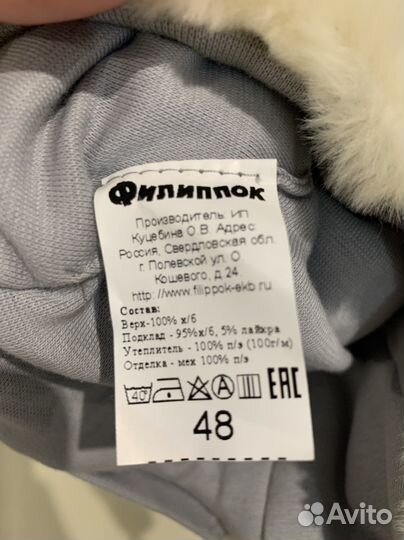 Филиппок
Производитель: ИП
Куцебина О.В. Адрес:
Россия, Свердловская обл.
г. Полевской ул. О
Кошевого, д.24.
http://www.filippok-ekb.ru
Состав:
Верх-100% х/б
Подклад - 95%х/б, 5% лайкра
Утеплитель - 100% п/э (100г/м)
Отделка - мех 100% п/э
40° A EAC
48
Avito